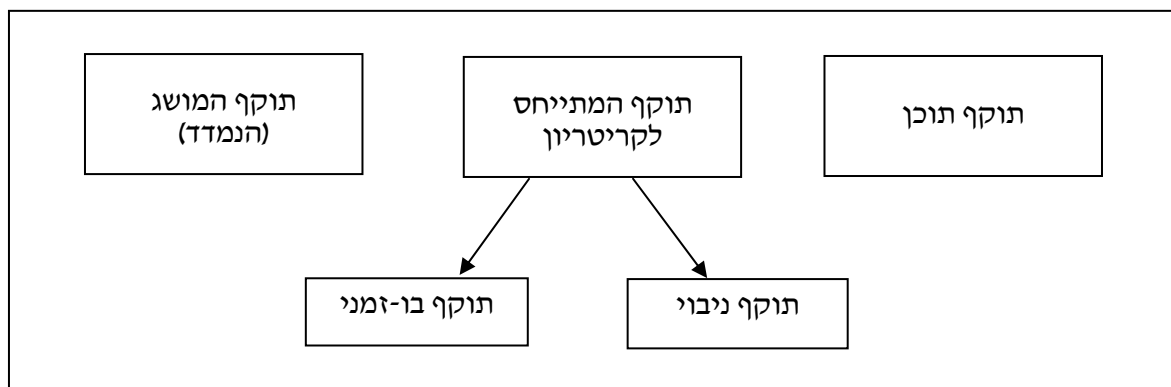 תוקף תוכן
תוקף המתייחס
לקריטריון
תוקף המושג
(הנמדד)
תוקף ניבוי
תוקף בו-זמני